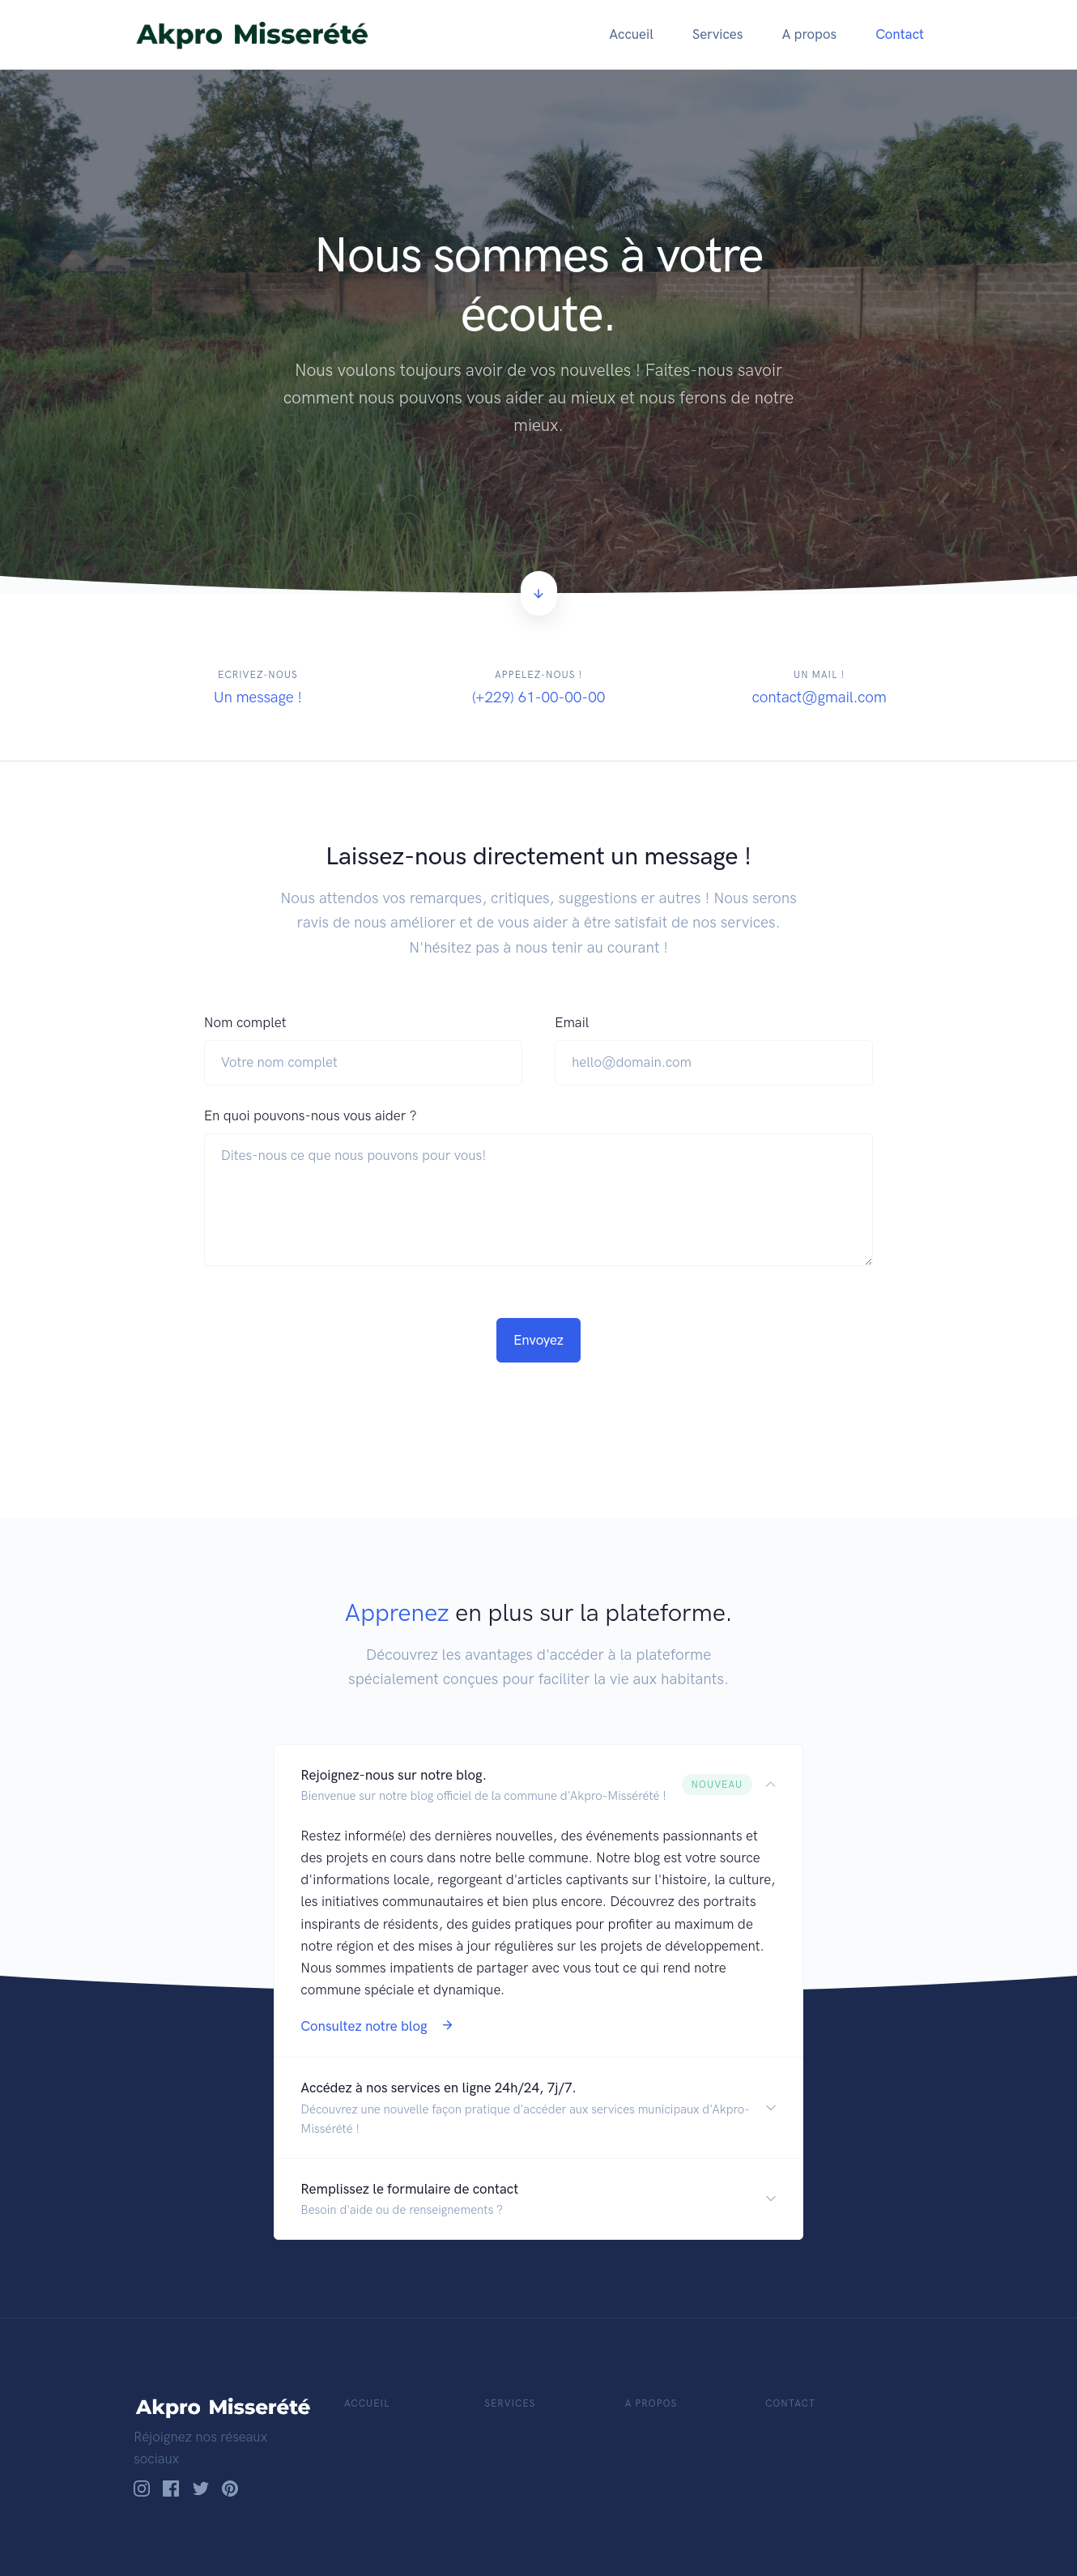 Akpro Misserété
Accueil
Services
A propos
Contact
Nous sommes à votre
écoute.
Nous voulons toujours avoir de vos nouvelles ! Faites-nous savoir
comment nous pouvons vous aider au mieux et nous ferons de notre
mieux.
ECRIVEZ-NOUS
Un message !
APPELEZ-NOUS !
(+229) 61-00-00-00
UN MAIL !
contact@gmail.com
Laissez-nous directement un message !
Nous attendos vos remarques, critiques, suggestions er autres ! Nous serons
ravis de nous améliorer et de vous aider à être satisfait de nos services.
N'hésitez pas à nous tenir au courant !
Nom complet
Votre nom complet
Email
hello@domain.com
En quoi pouvons-nous vous aider ?
Dites-nous ce que nous pouvons pour vous!
Envoyez
Apprenez en plus sur la plateforme.
Découvrez les avantages d'accéder à la plateforme
spécialement conçues pour faciliter la vie aux habitants.
Rejoignez-nous sur notre blog.
Bienvenue sur notre blog officiel de la commune d'Akpro-Missérété !
NOUVEAU
Restez informé(e) des dernières nouvelles, des événements passionnants et
des projets en cours dans notre belle commune. Notre blog est votre source
d'informations locale, regorgeant d'articles captivants sur l'histoire, la culture,
les initiatives communautaires et bien plus encore. Découvrez des portraits
inspirants de résidents, des guides pratiques pour profiter au maximum de
notre région et des mises à jour régulières sur les projets de développement.
Nous sommes impatients de partager avec vous tout ce qui rend notre
commune spéciale et dynamique.
Consultez notre blog
Accédez à nos services en ligne 24h/24, 7j/7.
Découvrez une nouvelle façon pratique d'accéder aux services municipaux d'Akpro-
Missérété !
Remplissez le formulaire de contact
Besoin d'aide ou de renseignements ?
Akpro Misserété
Réjoignez nos réseaux
sociaux
ACCUEIL
SERVICES
A PROPOS
CONTACT